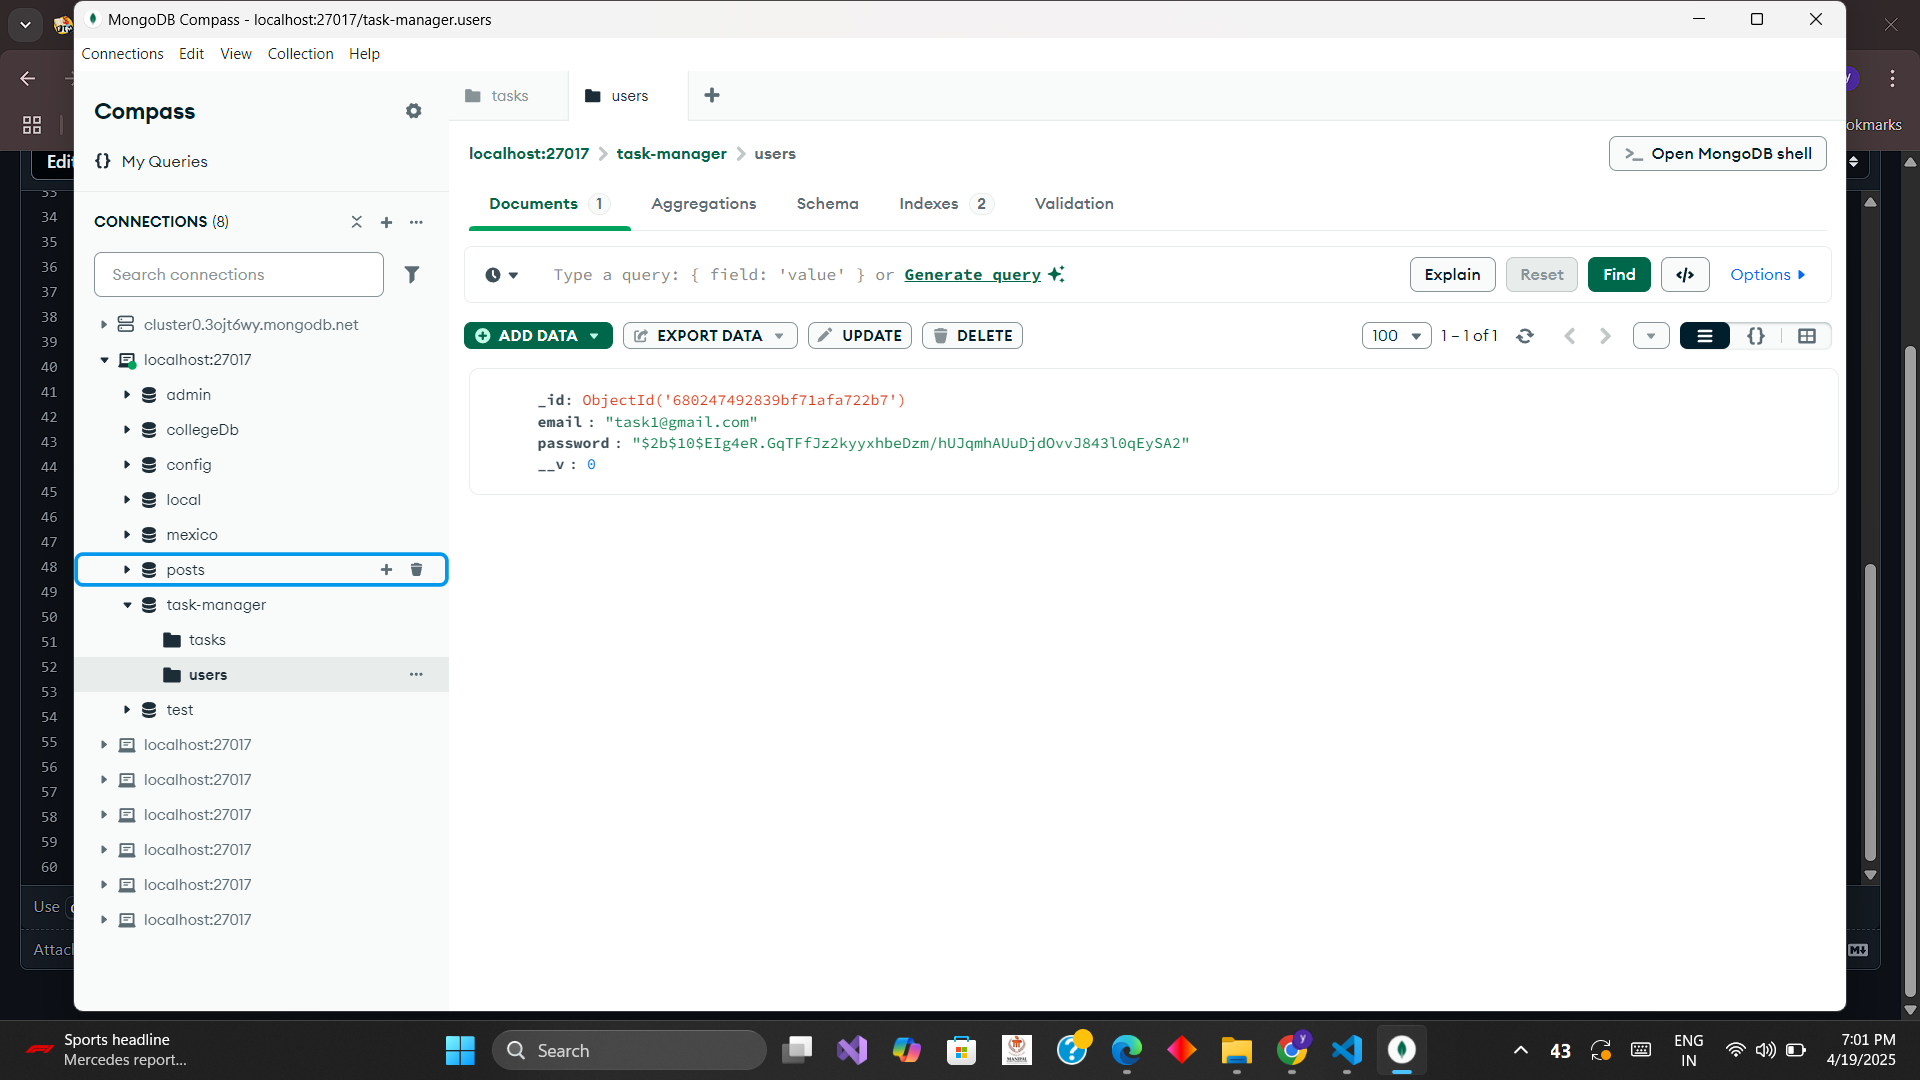 MongoDB Compass - localhost:27017/task-manager.users
Connections Edit View Collection Help
Compass
My Queries
CONNECTIONS (8)
Search connections
cluster0.3ojt6wy.mongodb.net
localhost:27017
admin
collegeDb
config
local
mexico
posts
task-manager
tasks
users
test
localhost:27017
localhost:27017
localhost:27017
localhost:27017
localhost:27017
localhost:27017
tasks users
localhost:27017 task-manager users
Open MongoDB shell
Documents 1 Aggregations Schema Indexes 2 Validation
Type a query: { field: 'value' } or Generate query
Explain Reset Find </> Options
ADD DATA EXPORT DATA UPDATE DELETE
100 1 – 1 of 1 {}
_id: ObjectId('680247492839bf71afa722b7')
email : "task1@gmail.com"
password : "$2b$10$EIg4eR.GqTFfJz2kyyxhbeDzm/hUJqmhAUuDjdOvvJ843l0qEySA2"
__v : 0
okmarks
Edit
33
34
35
36
37
38
39
40
41
42
43
44
45
46
47
48
49
50
51
52
53
54
55
56
57
58
59
60
Use
Attac
Sports headline
Mercedes report...
Search
MANIPAL
43
ENG
IN
7:01 PM
4/19/2025